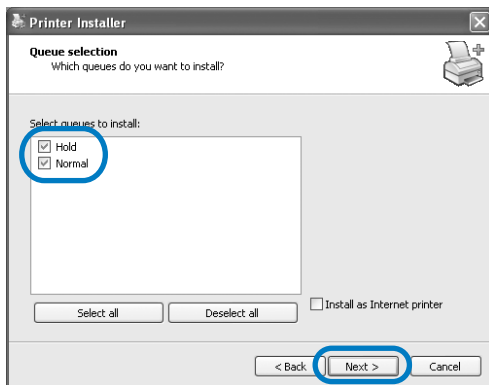 Printer Installer
Queue selection
Which queues do you want to install?
Select queues to install:
Hold
Normal
Install as Internet printer
Select all Deselect all
< Back Next > Cancel